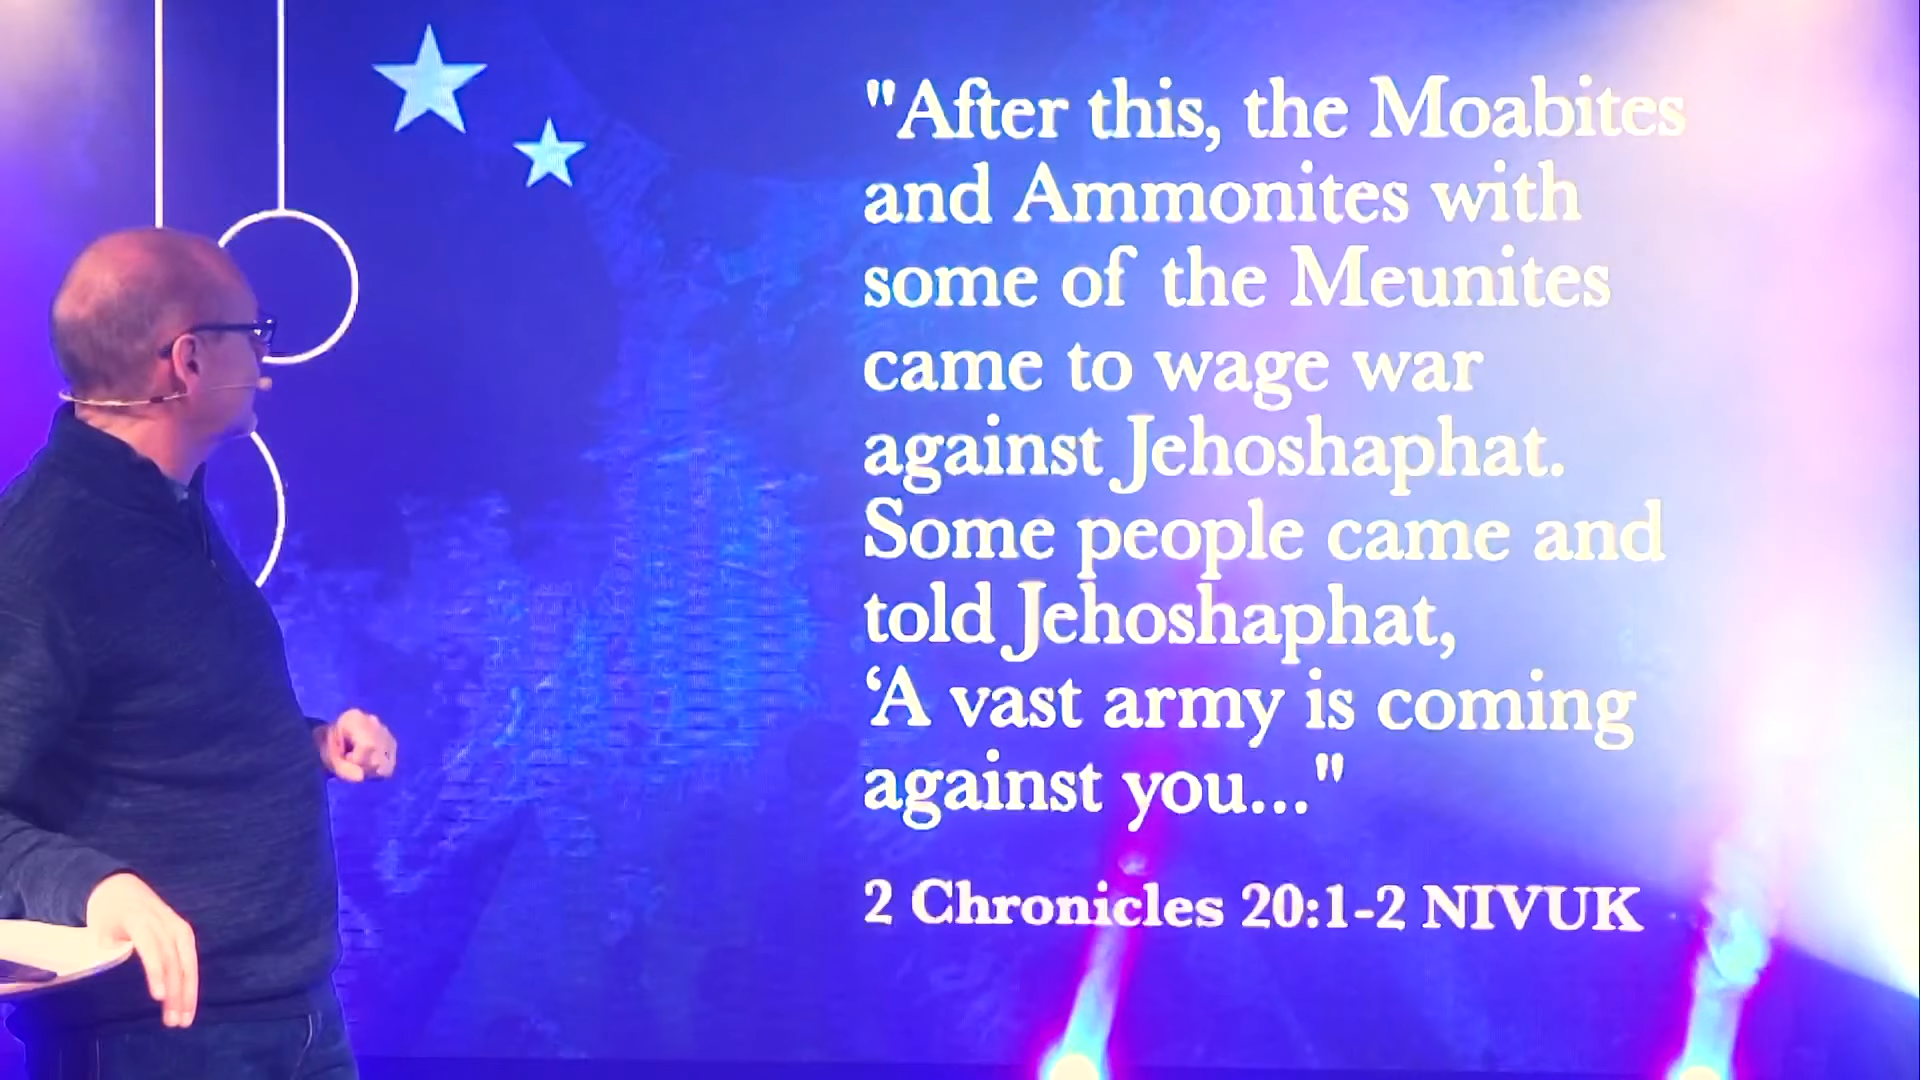 "After this, the Moabites
and Ammonites with
some of the Meunites
came to wage war
against Jehoshaphat.
Some people came and
told Jehoshaphat,
‘A vast army is coming
against you..."
2 Chronicles 20:1-2 NIVUK